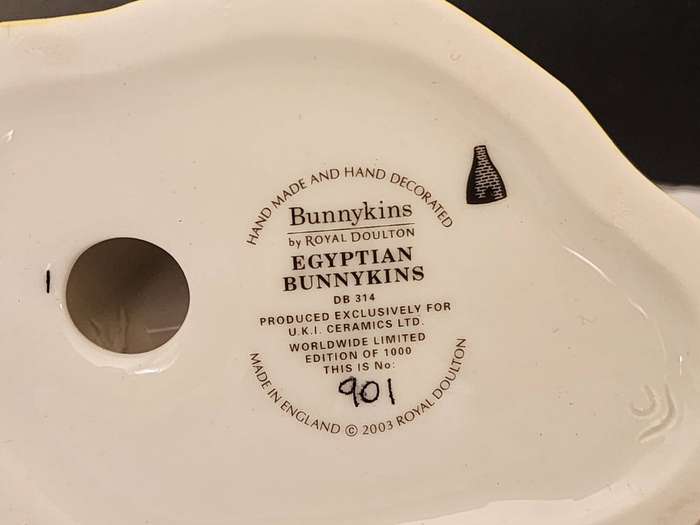 HAND MADE AND HAND DECORATED
Bunnykins
by ROYAL DOULTON
EGYPTIAN
BUNNYKINS
DB 314
PRODUCED EXCLUSIVELY FOR
U.K.I. CERAMICS LTD.
WORLDWIDE LIMITED
EDITION OF 1000
THIS IS No:
901
MADE IN ENGLAND © 2003 ROYAL DOULTON